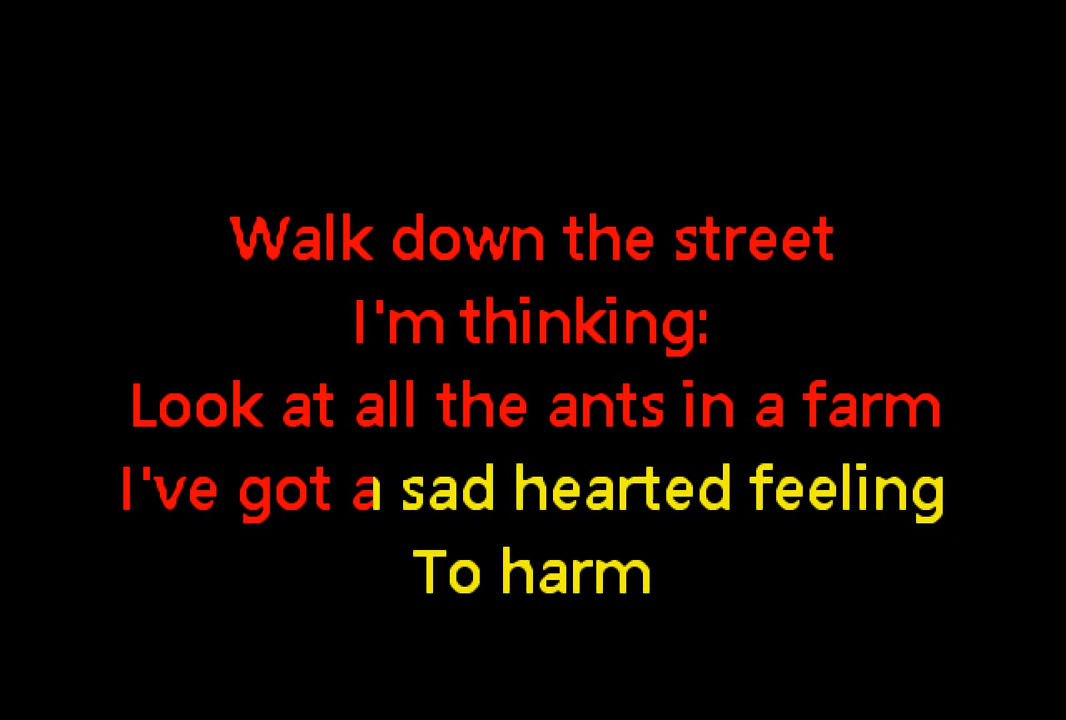 Walk down the street
I'm thinking:
Look at all the ants in a farm
I've got a sad hearted feeling
To harm